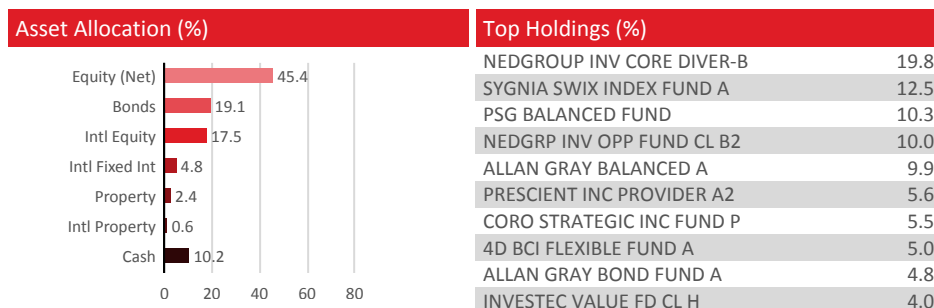 Asset Allocation (%)
Equity (Net) 45.4
Bonds 19.1
Intl Equity 17.5
Intl Fixed Int 4.8
Property 2.4
Intl Property 0.6
Cash 10.2
0 20 40 60 80
Top Holdings (%)
NEDGROUP INV CORE DIVER-B 19.8
SYGNIA SWIX INDEX FUND A 12.5
PSG BALANCED FUND 10.3
NEDGRP INV OPP FUND CL B2 10.0
ALLAN GRAY BALANCED A 9.9
PRESCIENT INC PROVIDER A2 5.6
CORO STRATEGIC INC FUND P 5.5
4D BCI FLEXIBLE FUND A 5.0
ALLAN GRAY BOND FUND A 4.8
INVESTEC VALUE FD CL H 4.0